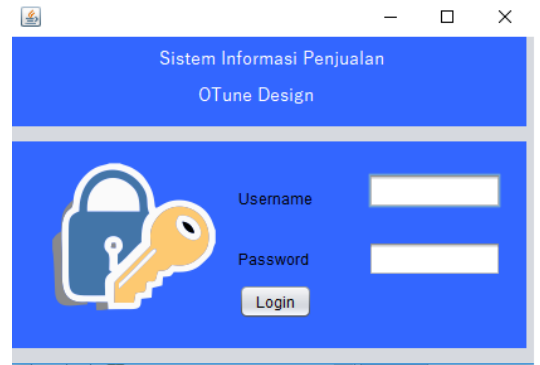 Sistem Informasi Penjualan
OTune Design
Username
Password
Login